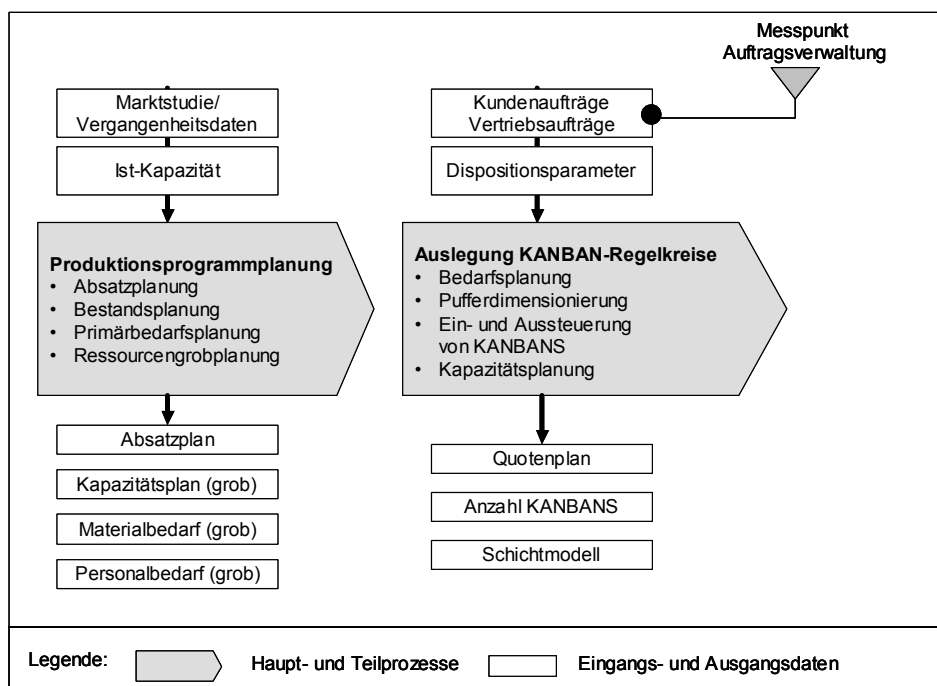 Messpunkt
Auftragsverwaltung
Marktstudie/
Vergangenheitsdaten
Ist-Kapazität
Produktionsprogrammplanung
• Absatzplanung
• Bestandsplanung
• Primärbedarfsplanung
• Ressourcengrobplanung
Absatzplan
Kapazitätsplan (grob)
Materialbedarf (grob)
Personalbedarf (grob)
Kundenaufträge
Vertriebsaufträge
Dispositionsparameter
Auslegung KANBAN-Regelkreise
• Bedarfsplanung
• Pufferdimensionierung
• Ein- und Aussteuerung
von KANBANS
• Kapazitätsplanung
Quotenplan
Anzahl KANBANS
Schichtmodell
Legende:
Haupt- und Teilprozesse
Eingangs- und Ausgangsdaten